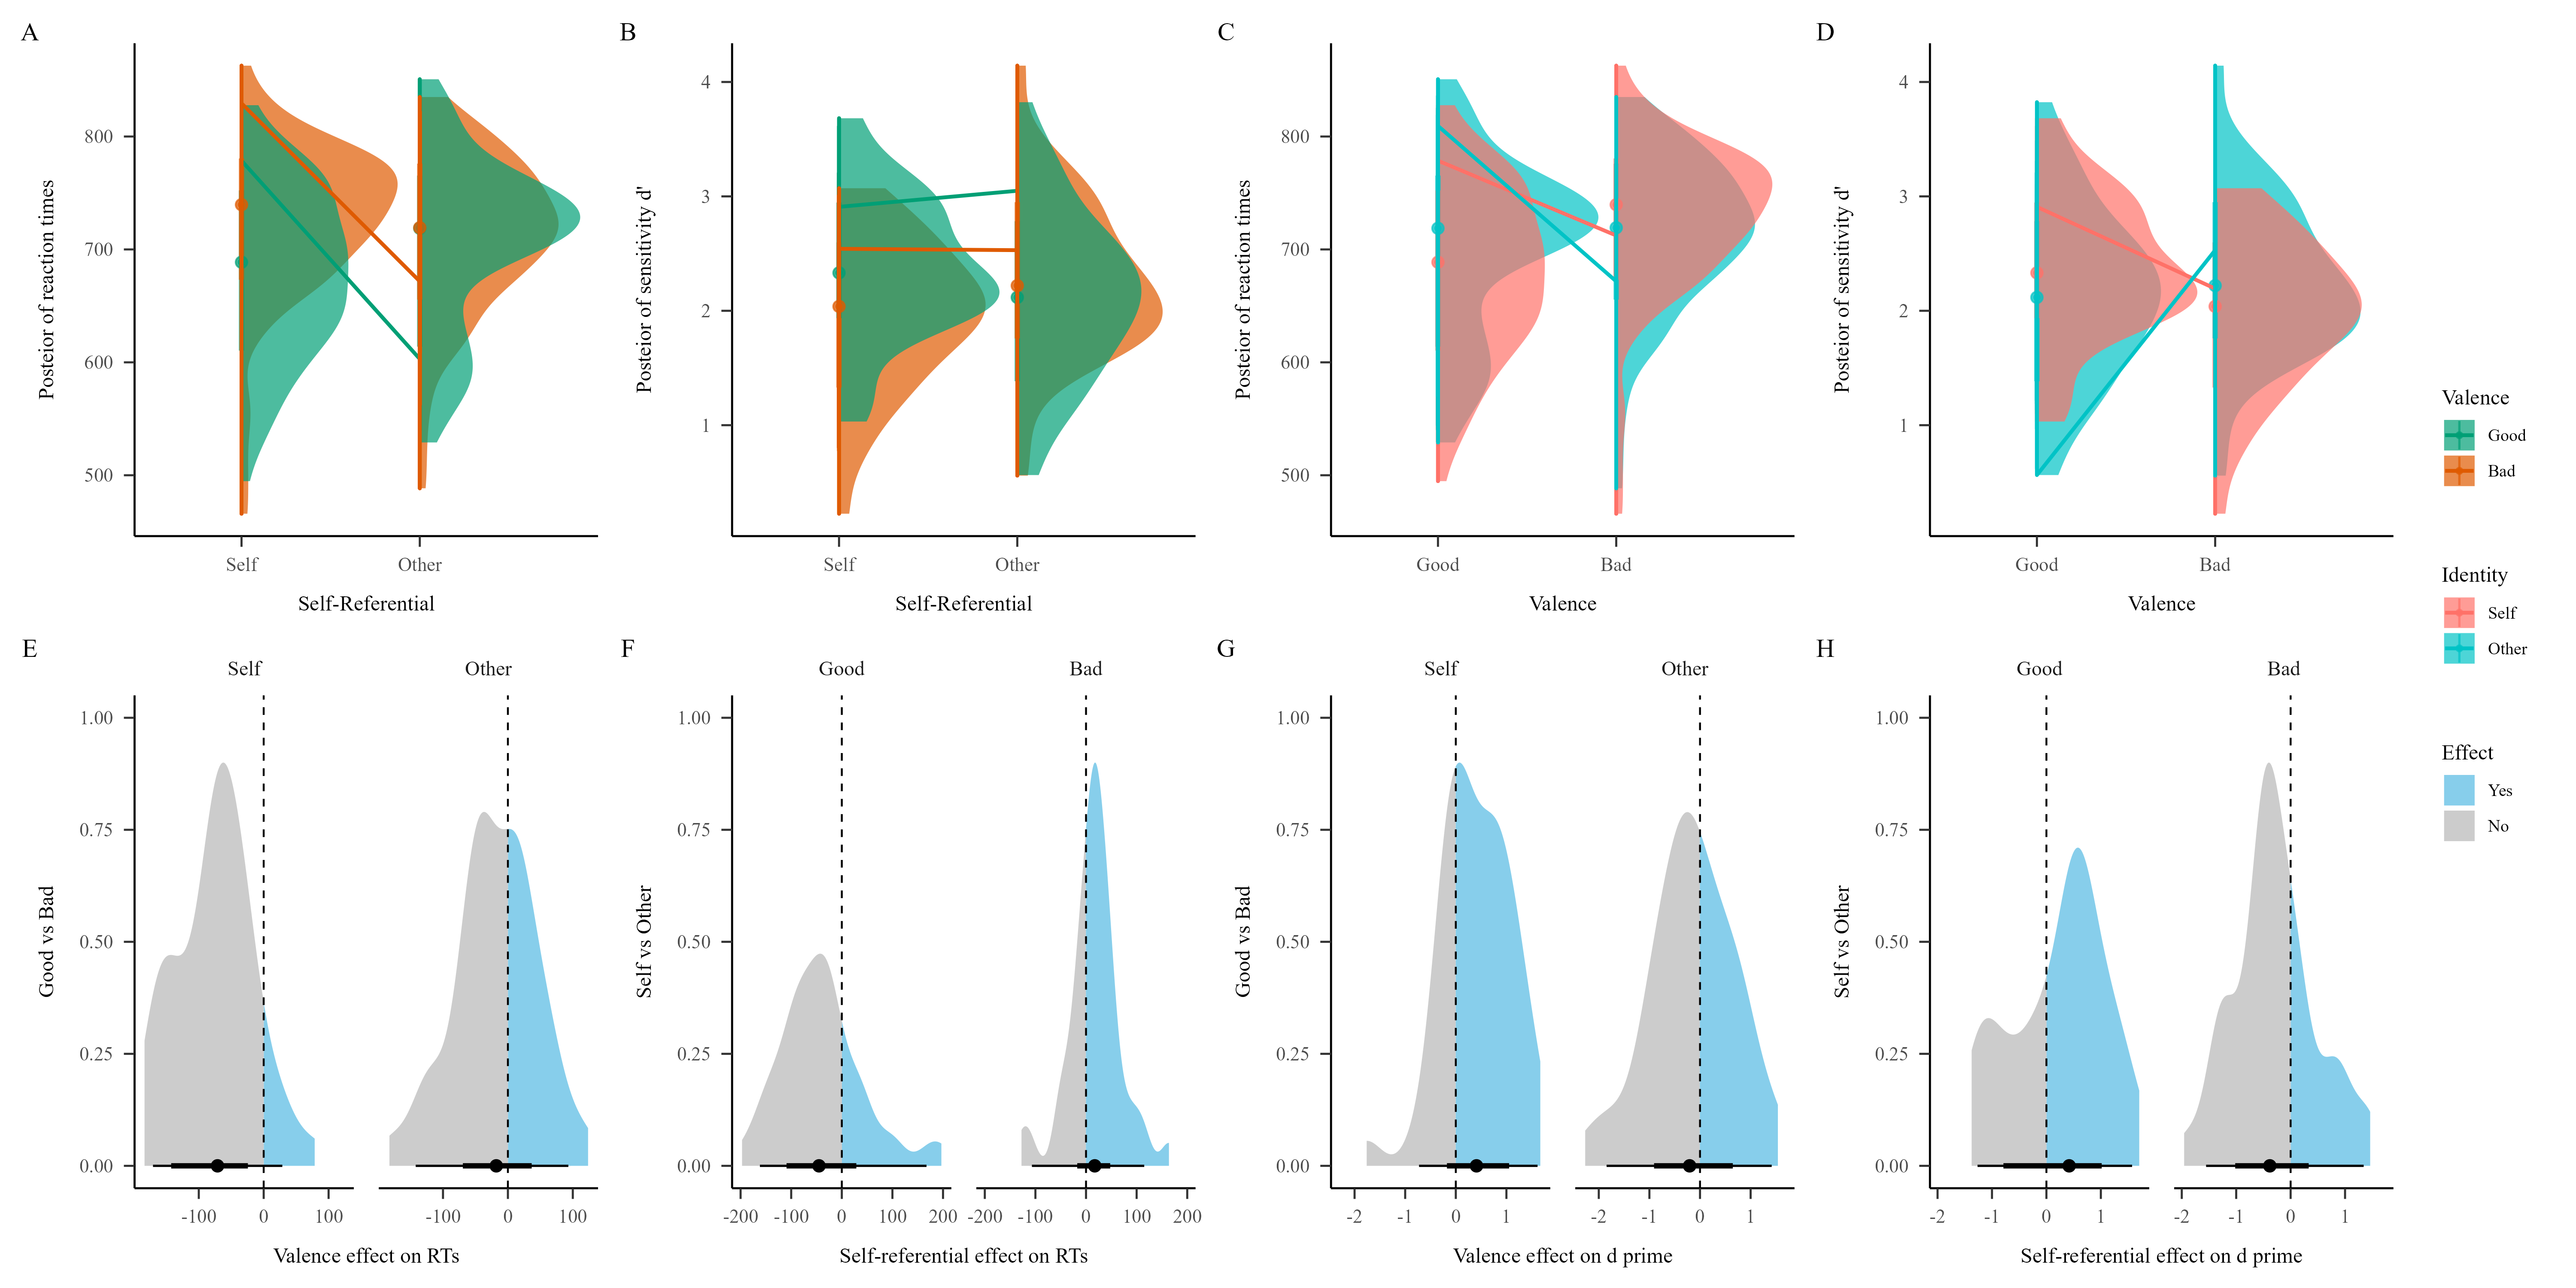 A
B
C
D
Posteior of reaction times
800
700
600
500
Self
Other
Self-Referential
Posteior of sensitivity d'
4
3
2
1
Self
Other
Self-Referential
Posteior of reaction times
800
700
600
500
Good
Bad
Valence
Posteior of sensitivity d'
4
3
2
1
Good
Bad
Valence
Valence
Good
Bad
Identity
Self
Other
Effect
Yes
No
E
Self
Other
Good vs Bad
1.00
0.75
0.50
0.25
0.00
-100 0 100
-100 0 100
Valence effect on RTs
F
Good
Bad
Self vs Other
1.00
0.75
0.50
0.25
0.00
-200 -100 0 100 200
-200 -100 0 100 200
Self-referential effect on RTs
G
Self
Other
Good vs Bad
1.00
0.75
0.50
0.25
0.00
-2 -1 0 1
-2 -1 0 1
Valence effect on d prime
H
Good
Bad
Self vs Other
1.00
0.75
0.50
0.25
0.00
-2 -1 0 1
-2 -1 0 1
Self-referential effect on d prime